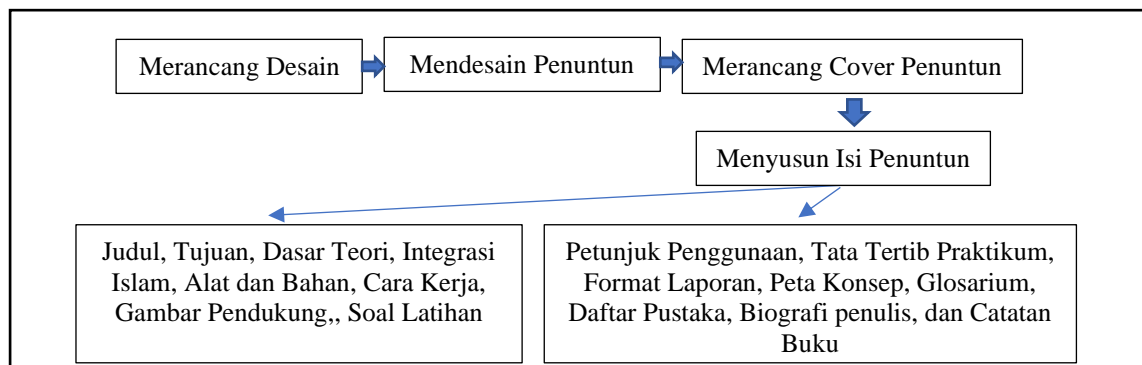 Merancang Desain
Mendesain Penuntun
Merancang Cover Penuntun
Menyusun Isi Penuntun
Judul, Tujuan, Dasar Teori, Integrasi
Islam, Alat dan Bahan, Cara Kerja,
Gambar Pendukung,, Soal Latihan
Petunjuk Penggunaan, Tata Tertib Praktikum,
Format Laporan, Peta Konsep, Glosarium,
Daftar Pustaka, Biografi penulis, dan Catatan
Buku